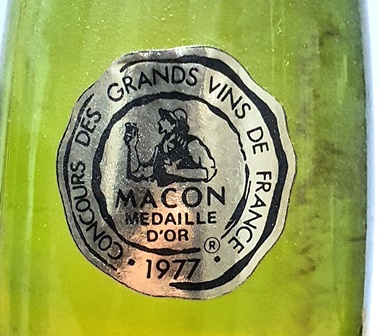 CONCOURS DES GRANDS VINS DE FRANCE
MACON
MEDAILLE
D'OR
®
• 1977 •